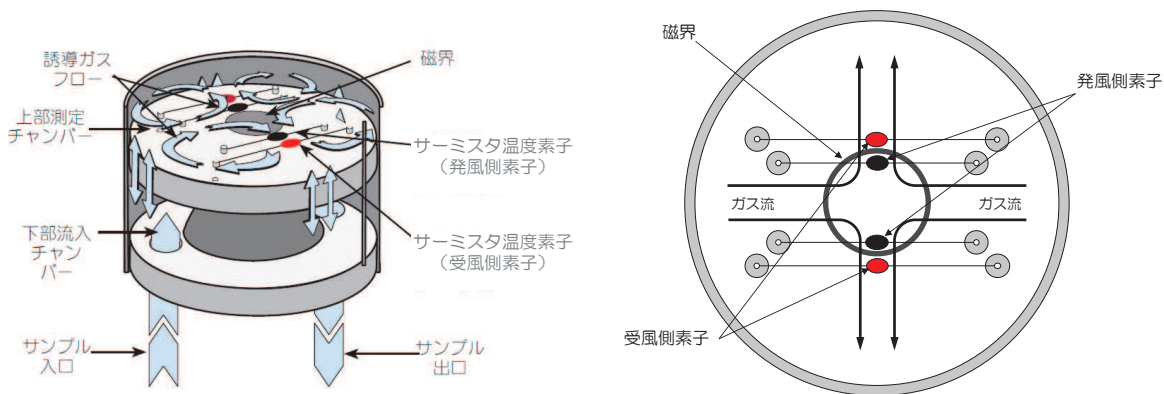 誘導ガス
フロー
磁界
上部測定
チャンバー
サーミスタ温度素子
（発風側素子）
下部流入
チャン
バー
サーミスタ温度素子
（受風側素子）
サンプル
入口
サンプル
出口
磁界
発風側素子
ガス流
ガス流
受風側素子